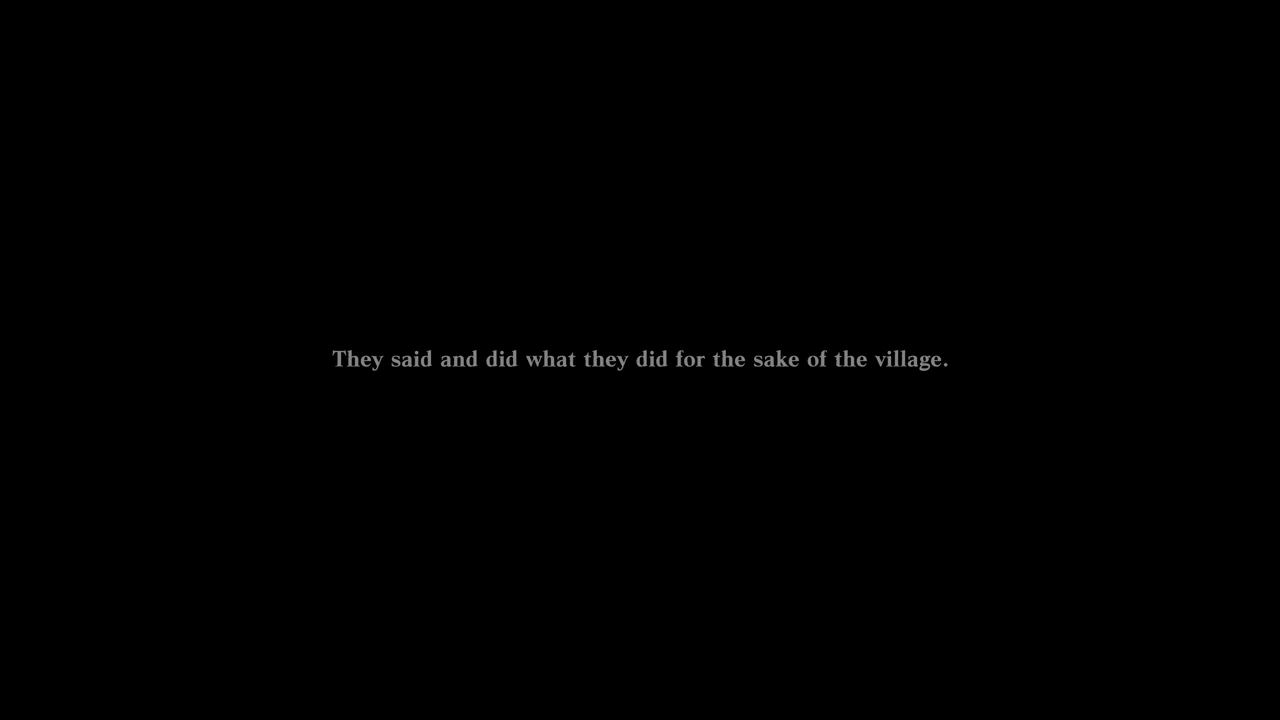 They said and did what they did for the sake of the village.